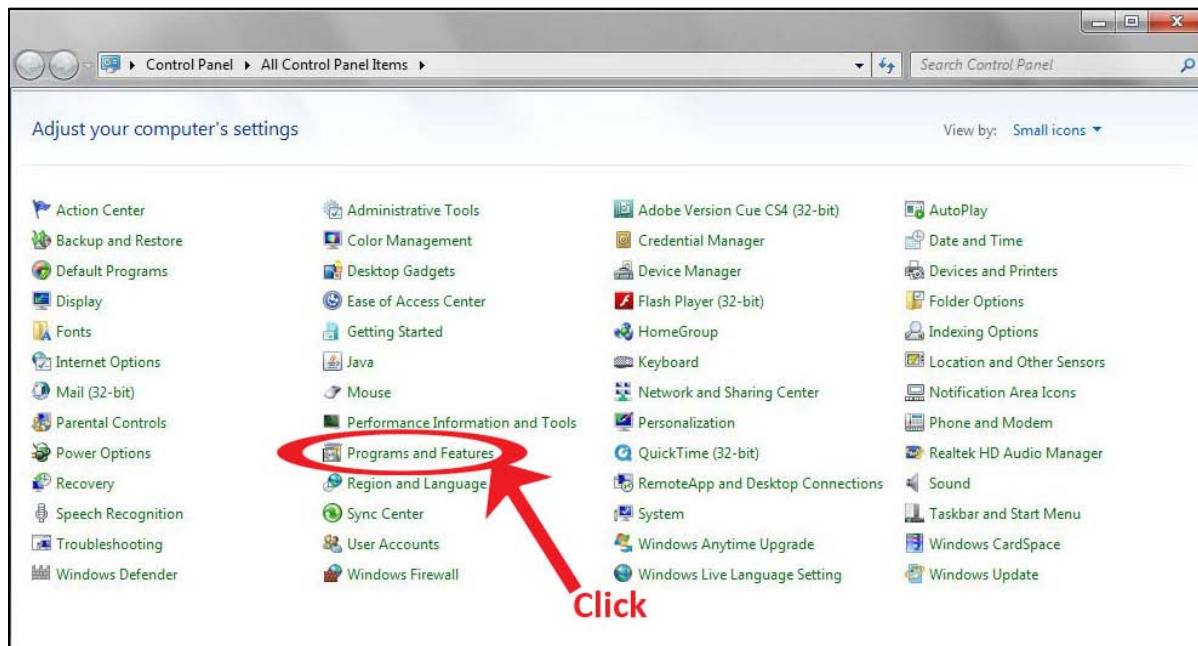 Control Panel All Control Panel Items Search Control Panel
Adjust your computer's settings View by: Small icons
Action Center Administrative Tools Adobe Version Cue CS4 (32-bit) AutoPlay
Backup and Restore Color Management Credential Manager Date and Time
Default Programs Desktop Gadgets Device Manager Devices and Printers
Display Ease of Access Center Flash Player (32-bit) Folder Options
Fonts Getting Started HomeGroup Indexing Options
Internet Options Java Keyboard Location and Other Sensors
Mail (32-bit) Mouse Network and Sharing Center Notification Area Icons
Parental Controls Performance Information and Tools Personalization Phone and Modem
Power Options Programs and Features QuickTime (32-bit) Realtek HD Audio Manager
Recovery Region and Language RemoteApp and Desktop Connections Sound
Speech Recognition Sync Center System Taskbar and Start Menu
Troubleshooting User Accounts Windows Anytime Upgrade Windows CardSpace
Windows Defender Windows Firewall Windows Live Language Setting Windows Update
Click